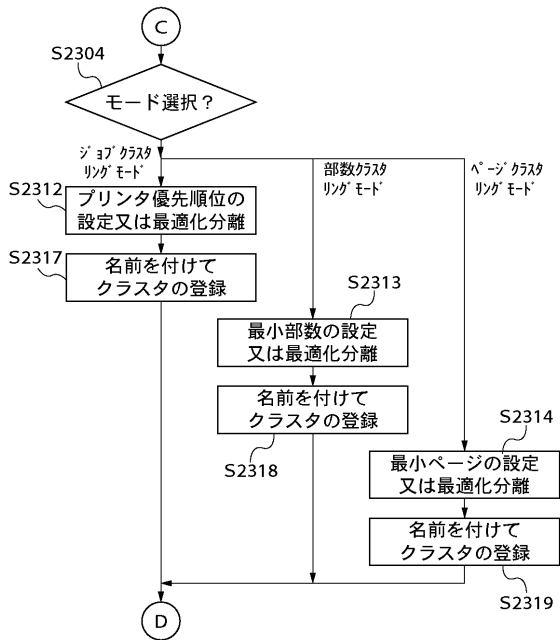 C
S2304
モード選択？
ｼﾞｮﾌﾞｸﾗｽﾀ
ﾘﾝｸﾞﾓｰﾄﾞ
部数ｸﾗｽﾀ
ﾘﾝｸﾞﾓｰﾄﾞ
ﾍﾟｰｼﾞｸﾗｽﾀ
ﾘﾝｸﾞﾓｰﾄﾞ
S2312
プリンタ優先順位の
設定又は最適化分離
S2317
名前を付けて
クラスタの登録
S2313
最小部数の設定
又は最適化分離
名前を付けて
クラスタの登録
S2318
S2314
最小ページの設定
又は最適化分離
名前を付けて
クラスタの登録
S2319
D